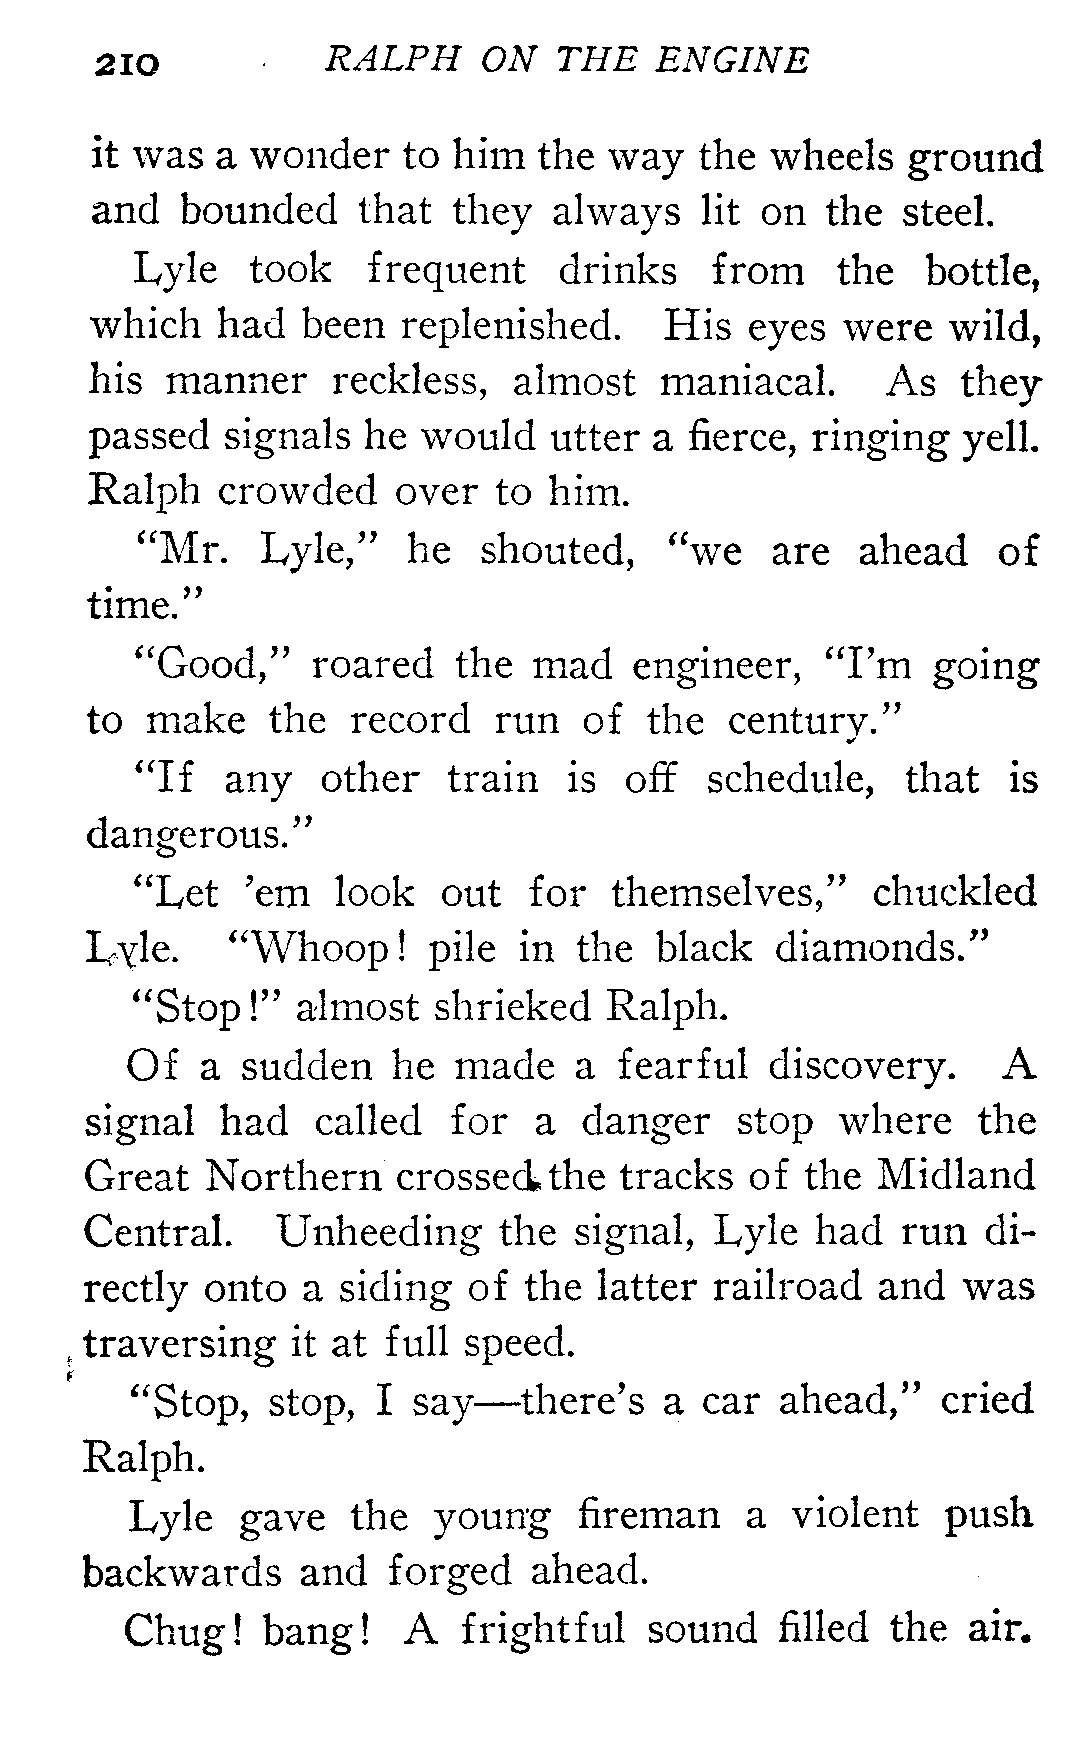 210 RALPH ON THE ENGINE
it was a wonder to him the way the wheels ground
and bounded that they always lit on the steel.
Lyle took frequent drinks from the bottle,
which had been replenished. His eyes were wild,
his manner reckless, almost maniacal. As they
passed signals he would utter a fierce, ringing yell.
Ralph crowded over to him.
“Mr. Lyle,” he shouted, “we are ahead of
time.”
“Good,” roared the mad engineer, “I’m going
to make the record run of the century.”
“If any other train is off schedule, that is
dangerous.”
“Let ’em look out for themselves,” chuckled
Lyle. “Whoop! pile in the black diamonds.”
“Stop!” almost shrieked Ralph.
Of a sudden he made a fearful discovery. A
signal had called for a danger stop where the
Great Northern crossed the tracks of the Midland
Central. Unheeding the signal, Lyle had run di-
rectly onto a siding of the latter railroad and was
traversing it at full speed.
“Stop, stop, I say—there’s a car ahead,” cried
Ralph.
Lyle gave the young fireman a violent push
backwards and forged ahead.
Chug! bang! A frightful sound filled the air.